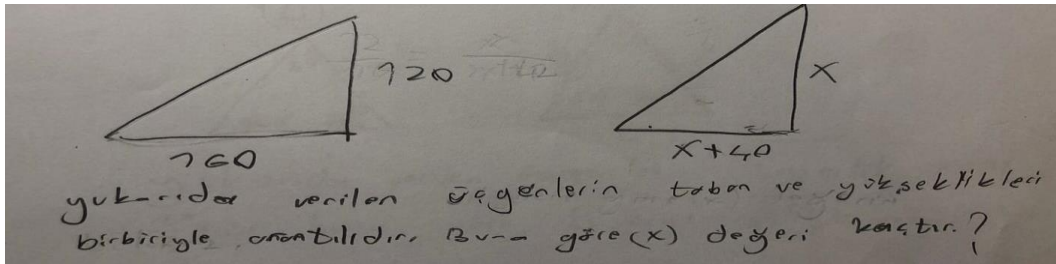 120
x
160
x+40
yukarıda verilen üçgenlerin taban ve yükseklikleri
birbiriyle orantılıdır. Buna göre (x) değeri kaçtır.?